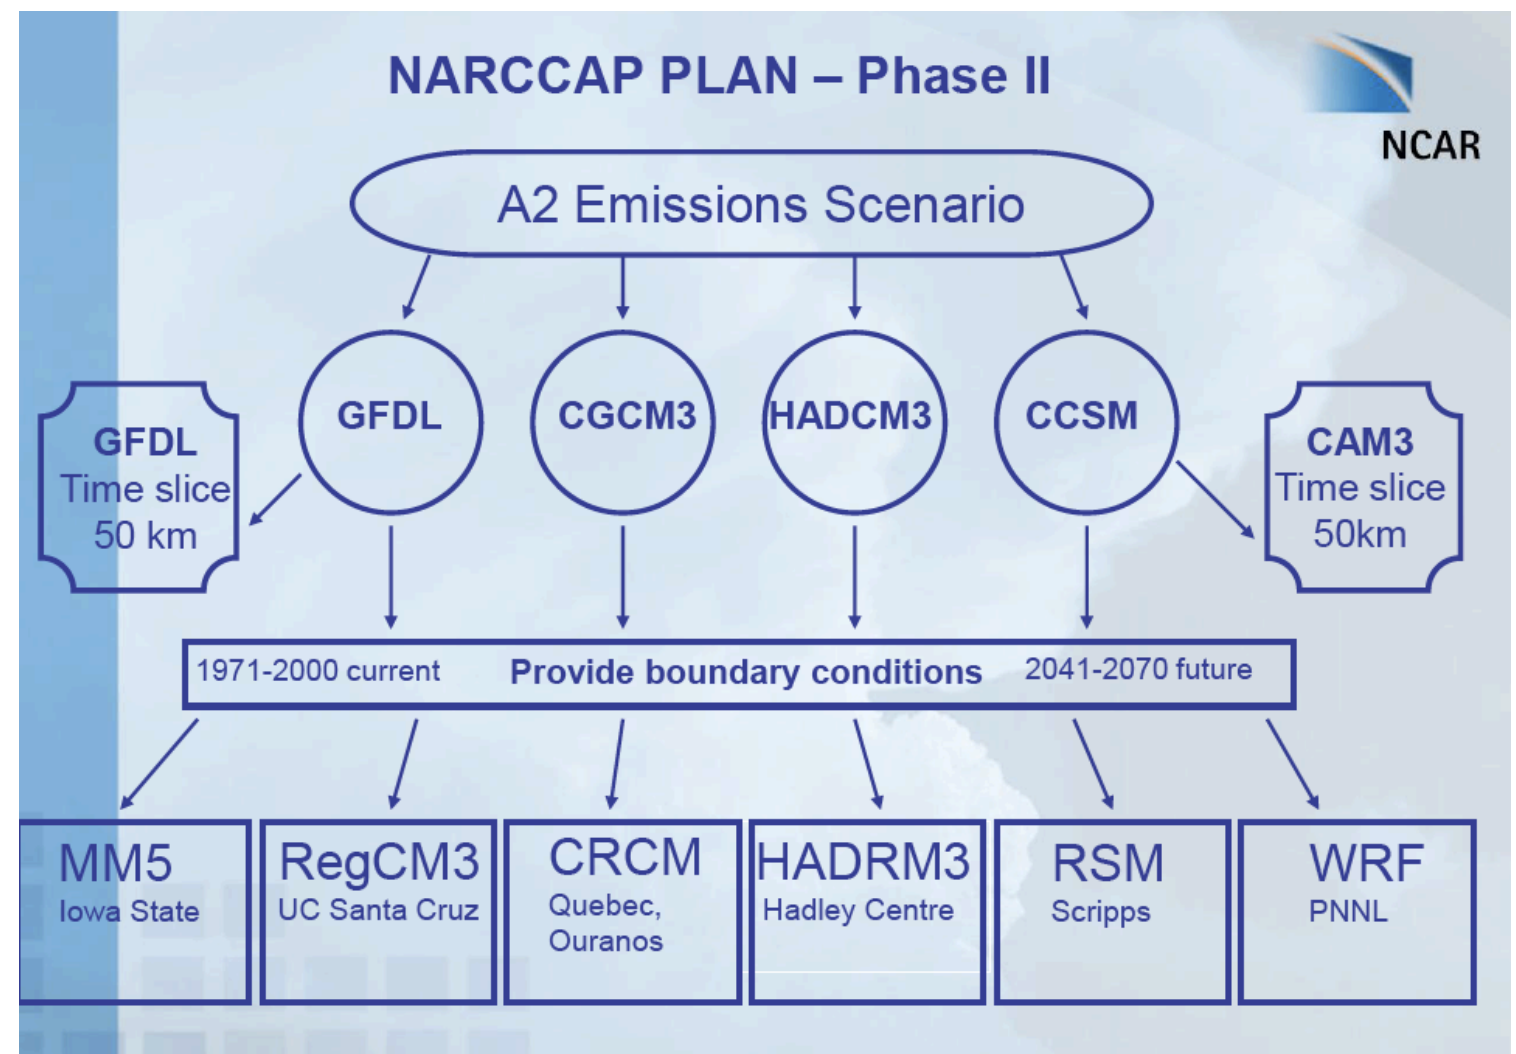 NARCCAP PLAN – Phase II
NCAR
A2 Emissions Scenario
GFDL
CGCM3
HADCM3
CCSM
GFDL
Time slice
50 km
CAM3
Time slice
50km
1971-2000 current
Provide boundary conditions
2041-2070 future
MM5
Iowa State
RegCM3
UC Santa Cruz
CRCM
Quebec,
Ouranos
HADRM3
Hadley Centre
RSM
Scripps
WRF
PNNL